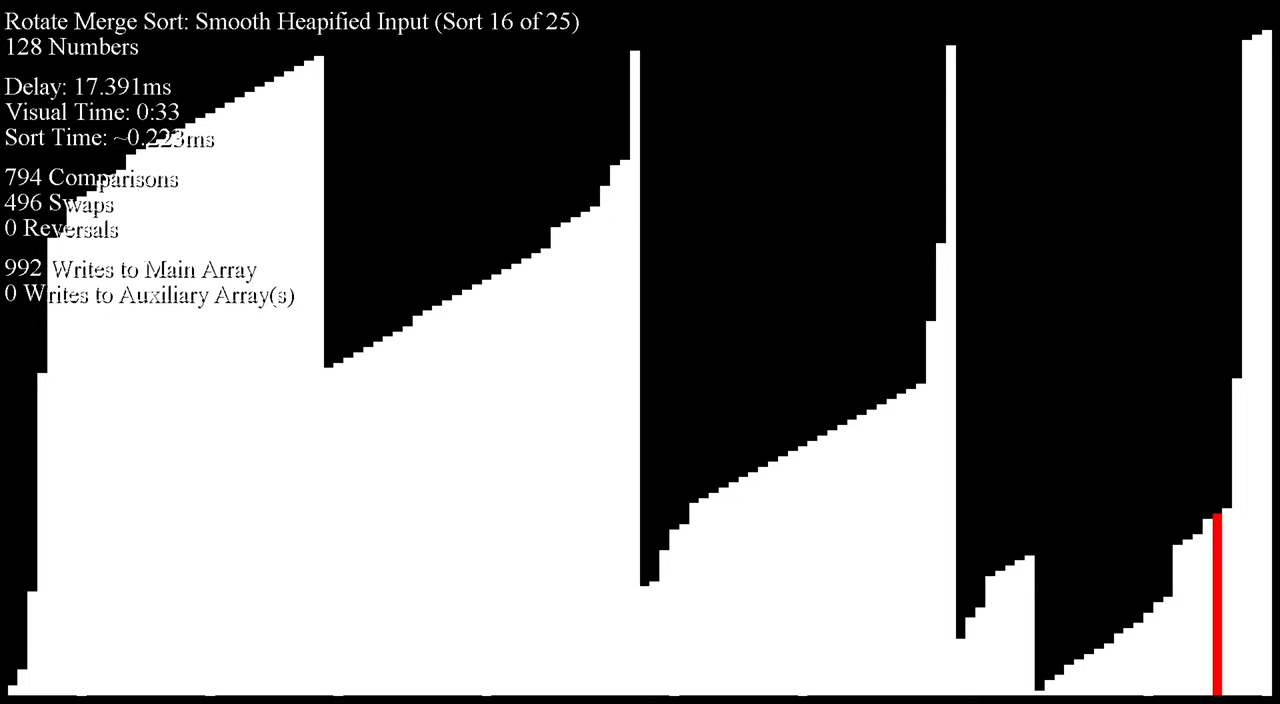 Rotate Merge Sort: Smooth Heapified Input (Sort 16 of 25)
128 Numbers
Delay: 17.391ms
Visual Time: 0:33
Sort Time: ~0.223ms
794 Comparisons
496 Swaps
0 Reversals
992 Writes to Main Array
0 Writes to Auxiliary Array(s)